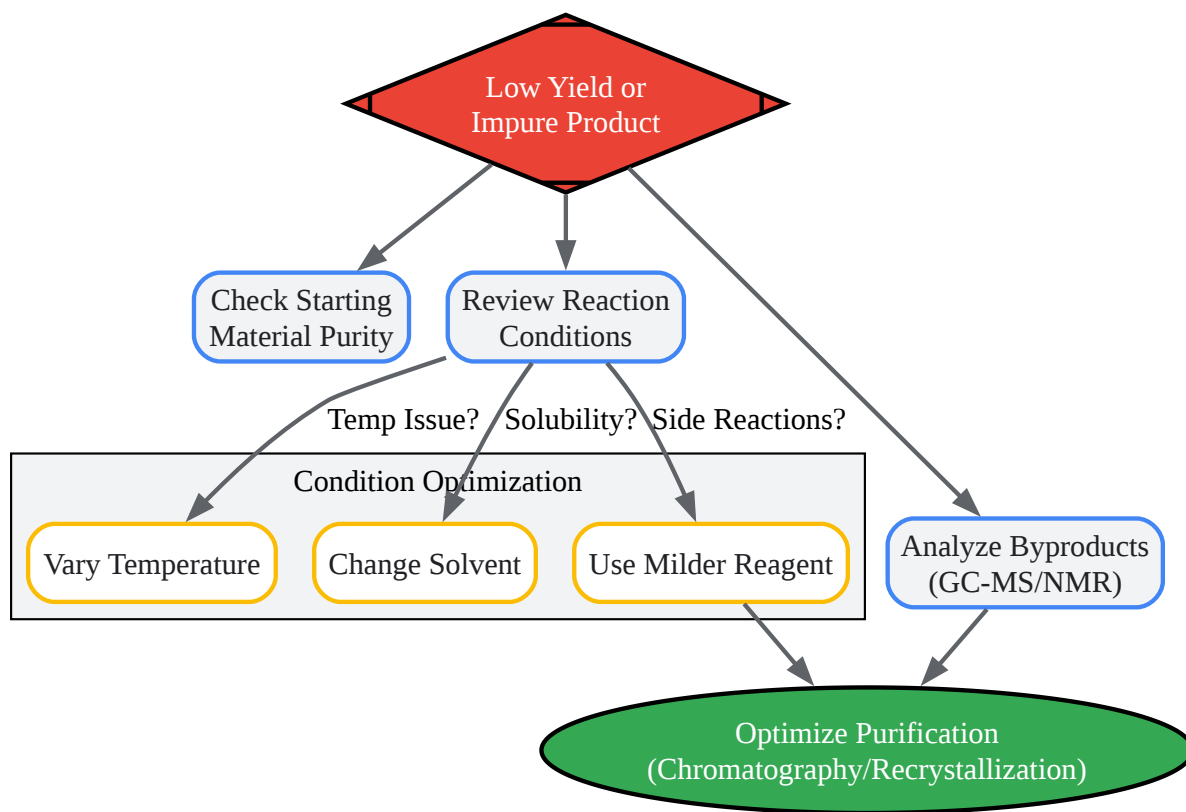 Low Yield or
Impure Product
Check Starting
Material Purity
Review Reaction
Conditions
Temp Issue?
Solubility?
Side Reactions?
Condition Optimization
Vary Temperature
Change Solvent
Use Milder Reagent
Analyze Byproducts
(GC-MS/NMR)
Optimize Purification
(Chromatography/Recrystallization)